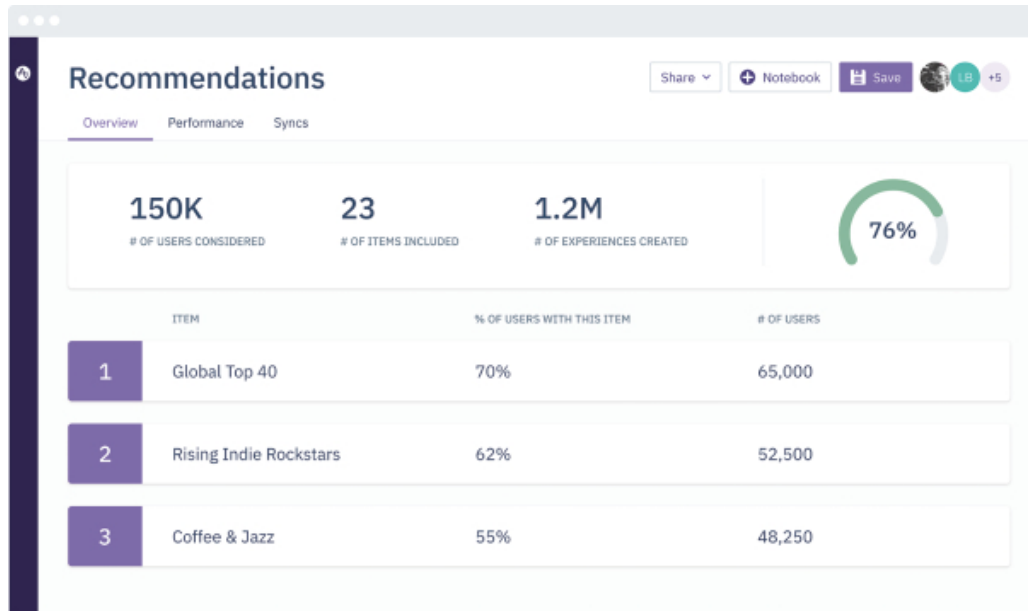 Recommendations
Share
Notebook
Save
LB
+5
Overview Performance Syncs
150K 23 1.2M
76%
# OF USERS CONSIDERED # OF ITEMS INCLUDED # OF EXPERIENCES CREATED
ITEM % OF USERS WITH THIS ITEM # OF USERS
1 Global Top 40 70% 65,000
2 Rising Indie Rockstars 62% 52,500
3 Coffee & Jazz 55% 48,250